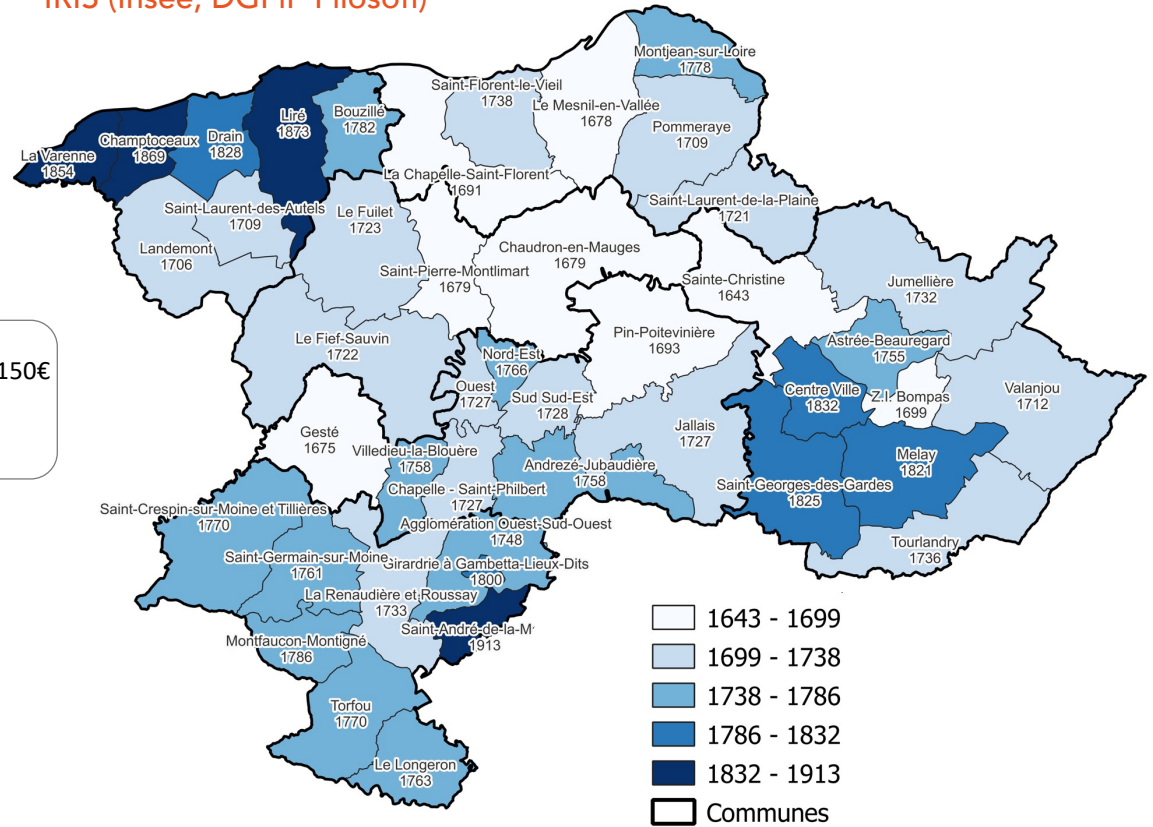 IRIS (Insee, DGFIP Filosofi)
150€
Montjean-sur-Loire
1778
Saint-Florent-le-Vieil
1738
Le Mesnil-en-Vallée
1678
Liré
1873
Bouzillé
1782
Pommeraye
1709
Champtoceaux
1869
Drain
1828
La Varenne
1854
La Chapelle-Saint-Florent
1691
Saint-Laurent-de-la-Plaine
1721
Saint-Laurent-des-Autels
1709
Le Fuilet
1723
Landemont
1706
Chaudron-en-Mauges
1679
Saint-Pierre-Montlimart
1679
Sainte-Christine
1643
Jumellière
1732
Le Fief-Sauvin
1722
Pin-Poitevinière
1693
Astrée-Beauregard
1755
Nord-Est
1766
Ouest
1727
Sud Sud-Est
1728
Centre Ville
1832
Z.I. Bompas
1699
Valanjou
1712
Gesté
1675
Jallais
1727
Villedieu-la-Blouère
1758
Andrezé-Jubaudière
1758
Melay
1821
Chapelle - Saint-Philbert
1727
Saint-Georges-des-Gardes
1825
Saint-Crespin-sur-Moine et Tillières
1770
Agglomération Ouest-Sud-Ouest
1748
Tourlandry
1736
Saint-Germain-sur-Moine
1761
Girardrie à Gambetta-Lieux-Dits
1800
La Renaudière et Roussay
1733
Saint-André-de-la-M
1913
Montfaucon-Montigné
1786
Torfou
1770
Le Longeron
1763
1643 - 1699
1699 - 1738
1738 - 1786
1786 - 1832
1832 - 1913
Communes